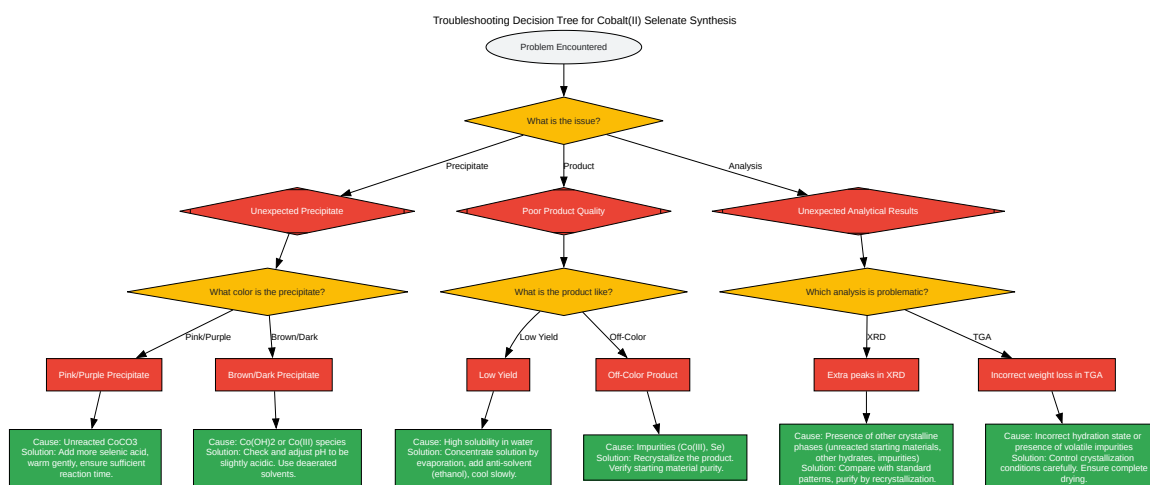 Troubleshooting Decision Tree for Cobalt(II) Selenate Synthesis
Problem Encountered
What is the issue?
Precipitate
Product
Analysis
Unexpected Precipitate
Poor Product Quality
Unexpected Analytical Results
What color is the precipitate?
What is the product like?
Which analysis is problematic?
Pink/Purple
Brown/Dark
Low Yield
Off-Color
XRD
TGA
Pink/Purple Precipitate
Brown/Dark Precipitate
Low Yield
Off-Color Product
Extra peaks in XRD
Incorrect weight loss in TGA
Cause: Unreacted CoCO3
Solution: Add more selenic acid,
warm gently, ensure sufficient
reaction time.
Cause: Co(OH)2 or Co(III) species
Solution: Check and adjust pH to be
slightly acidic. Use deaerated
solvents.
Cause: High solubility in water
Solution: Concentrate solution by
evaporation, add anti-solvent
(ethanol), cool slowly.
Cause: Impurities (Co(III), Se)
Solution: Recrystallize the product.
Verify starting material purity.
Cause: Presence of other crystalline
phases (unreacted starting materials,
other hydrates, impurities)
Solution: Compare with standard
patterns, purify by recrystallization.
Cause: Incorrect hydration state or
presence of volatile impurities
Solution: Control crystallization
conditions carefully. Ensure complete
drying.